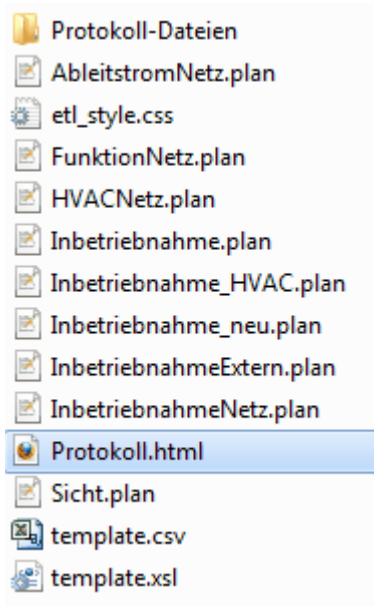 Protokoll-Dateien
AbleitstromNetz.plan
etl_style.css
FunktionNetz.plan
HVACNetz.plan
Inbetriebnahme.plan
Inbetriebnahme_HVAC.plan
Inbetriebnahme_neu.plan
InbetriebnahmeExtern.plan
InbetriebnahmeNetz.plan
Protokoll.html
Sicht.plan
template.csv
template.xsl